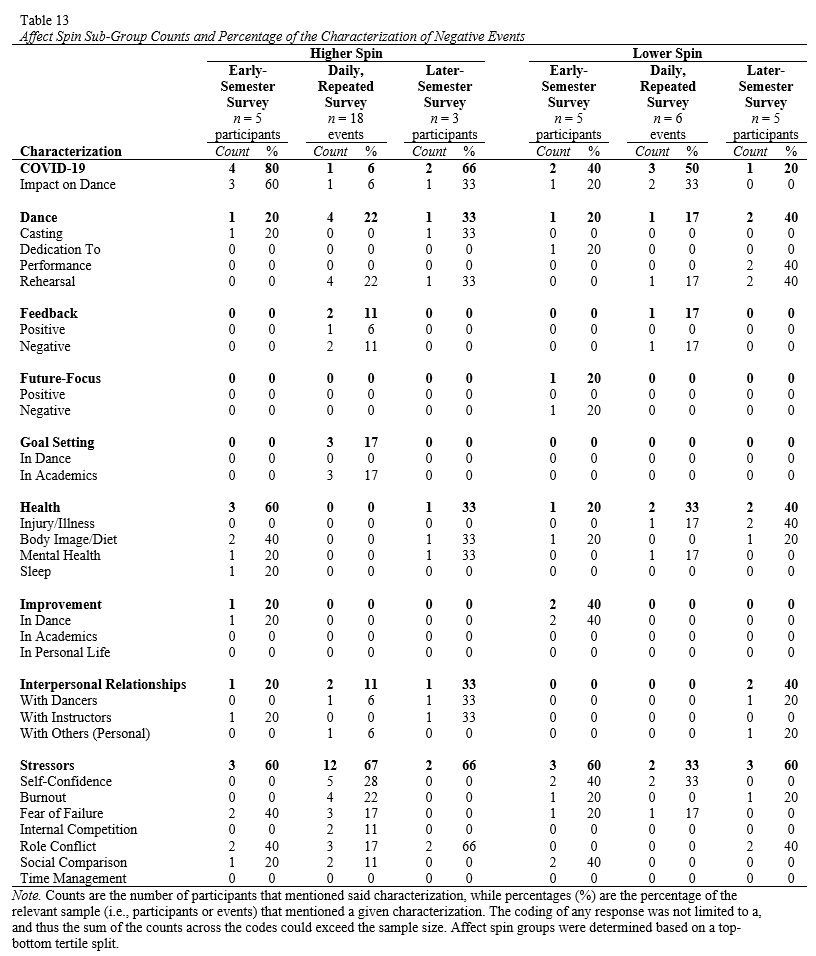 Table 13
Affect Spin Sub-Group Counts and Percentage of the Characterization of Negative Events
Higher Spin Lower Spin
Early- Daily, Later- Early- Daily, Later-
Semester Repeated Semester Semester Repeated Semester
Survey Survey Survey Survey Survey Survey
n = 5 n = 18 n = 3 n = 5 n = 6 n = 5
participants events participants participants events participants
Characterization Count % Count % Count % Count % Count % Count %
COVID-19 4 80 1 6 2 66 2 40 3 50 1 20
Impact on Dance 3 60 1 6 1 33 1 20 2 33 0 0
Dance 1 20 4 22 1 33 1 20 1 17 2 40
Casting 1 20 0 0 1 33 0 0 0 0 0 0
Dedication To 0 0 0 0 0 0 1 20 0 0 0 0
Performance 0 0 0 0 0 0 0 0 0 0 2 40
Rehearsal 0 0 4 22 1 33 0 0 1 17 2 40
Feedback 0 0 2 11 0 0 0 0 1 17 0 0
Positive 0 0 1 6 0 0 0 0 0 0 0 0
Negative 0 0 2 11 0 0 0 0 1 17 0 0
Future-Focus 0 0 0 0 0 0 1 20 0 0 0 0
Positive 0 0 0 0 0 0 0 0 0 0 0 0
Negative 0 0 0 0 0 0 1 20 0 0 0 0
Goal Setting 0 0 3 17 0 0 0 0 0 0 0 0
In Dance 0 0 0 0 0 0 0 0 0 0 0 0
In Academics 0 0 3 17 0 0 0 0 0 0 0 0
Health 3 60 0 0 1 33 1 20 2 33 2 40
Injury/Illness 0 0 0 0 0 0 0 0 1 17 2 40
Body Image/Diet 2 40 0 0 1 33 1 20 0 0 1 20
Mental Health 1 20 0 0 1 33 0 0 1 17 0 0
Sleep 1 20 0 0 0 0 0 0 0 0 0 0
Improvement 1 20 0 0 0 0 2 40 0 0 0 0
In Dance 1 20 0 0 0 0 2 40 0 0 0 0
In Academics 0 0 0 0 0 0 0 0 0 0 0 0
In Personal Life 0 0 0 0 0 0 0 0 0 0 0 0
Interpersonal Relationships 1 20 2 11 1 33 0 0 0 0 2 40
With Dancers 0 0 1 6 1 33 0 0 0 0 1 20
With Instructors 1 20 0 0 1 33 0 0 0 0 0 0
With Others (Personal) 0 0 1 6 0 0 0 0 0 0 1 20
Stressors 3 60 12 67 2 66 3 60 2 33 3 60
Self-Confidence 0 0 5 28 0 0 2 40 2 33 0 0
Burnout 0 0 4 22 0 0 1 20 0 0 1 20
Fear of Failure 2 40 3 17 0 0 1 20 1 17 0 0
Internal Competition 0 0 2 11 0 0 0 0 0 0 0 0
Role Conflict 2 40 3 17 2 66 0 0 0 0 2 40
Social Comparison 1 20 2 11 0 0 2 40 0 0 0 0
Time Management 0 0 0 0 0 0 0 0 0 0 0 0
Note. Counts are the number of participants that mentioned said characterization, while percentages (%) are the percentage of the
relevant sample (i.e., participants or events) that mentioned a given characterization. The coding of any response was not limited to a,
and thus the sum of the counts across the codes could exceed the sample size. Affect spin groups were determined based on a top-
bottom tertile split.